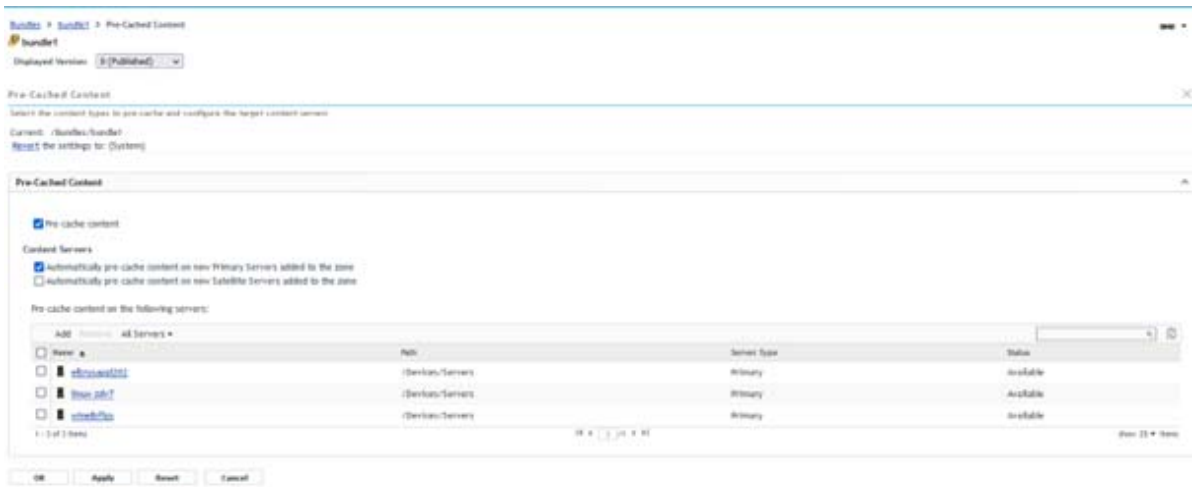 Bundles > bundle1 > Pre-Cached Content
bundle1
Displayed Version: (Published)
Pre-Cached Content
Select the content types to pre-cache and configure the target content servers
Current: /Bundles/bundle1
Revert the settings to: (System)
Pre-Cached Content
Pre-cache content
Content Servers
Automatically pre-cache content on new Primary Servers added to the zone
Automatically pre-cache content on new Satellite Servers added to the zone
Pre-cache content on the following servers:
Add Remove All Servers
Name Path Server Type Status
/Devices/Servers Primary Available
/Devices/Servers Primary Available
/Devices/Servers Primary Available
1 - 3 of 3 items show 25 items
OK Apply Reset Cancel